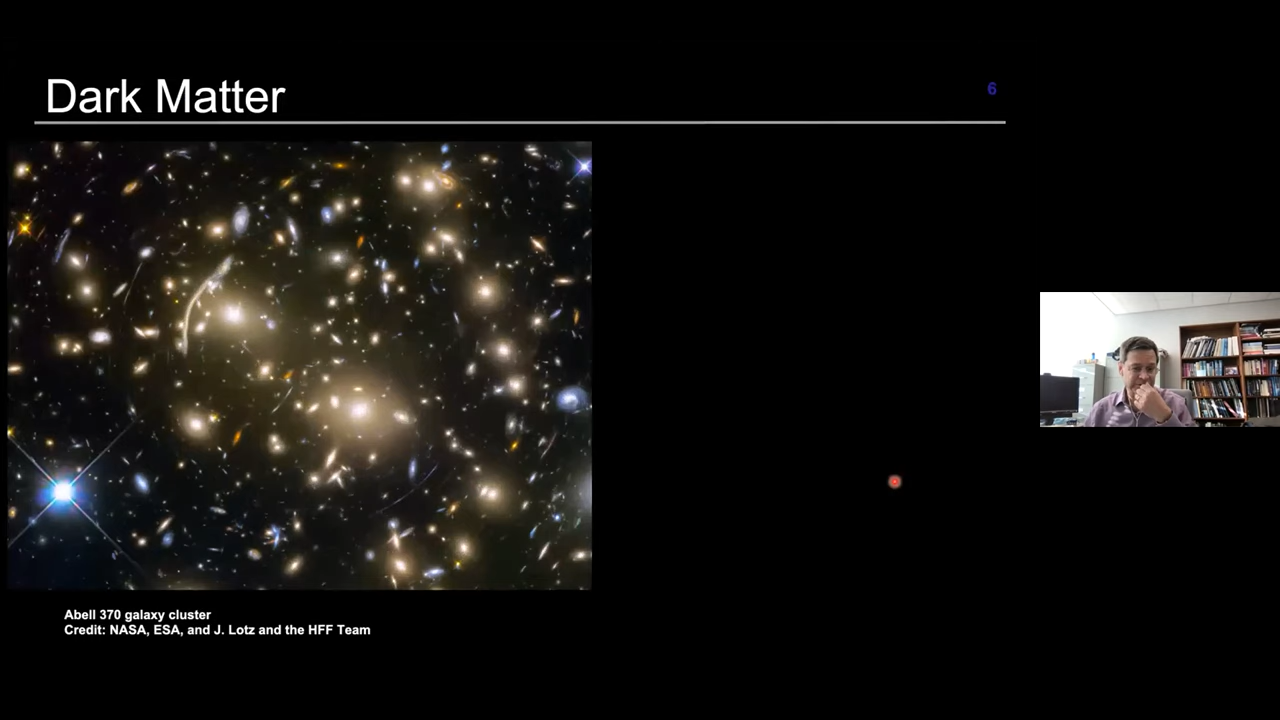 Dark Matter
6
Abell 370 galaxy cluster
Credit: NASA, ESA, and J. Lotz and the HFF Team